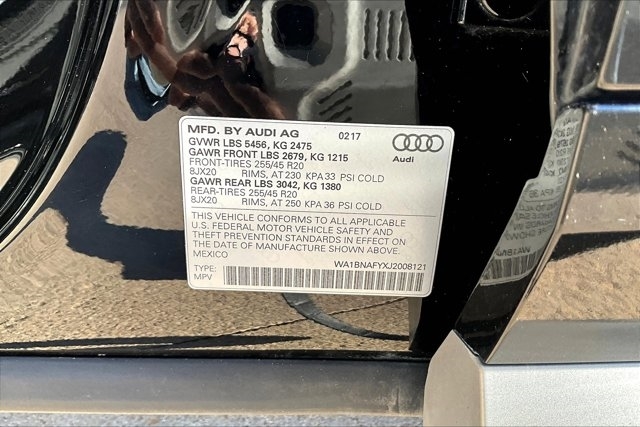 MFD. BY AUDI AG 0217
GVWR LBS 5456, KG 2475
GAWR FRONT LBS 2679, KG 1215
FRONT-TIRES 255/45 R20
8JX20 RIMS, AT 230 KPA 33 PSI COLD
GAWR REAR LBS 3042, KG 1380
REAR-TIRES 255/45 R20
8JX20 RIMS, AT 250 KPA 36 PSI COLD
Audi
THIS VEHICLE CONFORMS TO ALL APPLICABLE
U.S. FEDERAL MOTOR VEHICLE SAFETY AND
THEFT PREVENTION STANDARDS IN EFFECT ON
THE DATE OF MANUFACTURE SHOWN ABOVE.
MEXICO
WA1BNAFYXJ2008121
TYPE:
MPV